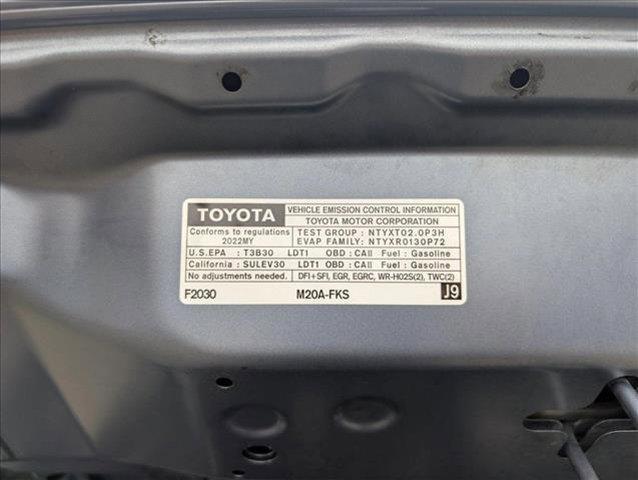 TOYOTA
VEHICLE EMISSION CONTROL INFORMATION
TOYOTA MOTOR CORPORATION
Conforms to regulations
2022MY
TEST GROUP : NTYXT02.0P3H
EVAP FAMILY: NTYXR0130P72
U.S.EPA : T3B30 LDT1 OBD : CAII Fuel : Gasoline
California : SULEV30 LDT1 OBD : CAII Fuel : Gasoline
No adjustments needed. DFI+SFI, EGR, EGRC, WR-HO2S(2), TWC(2)
F2030 M20A-FKS J9